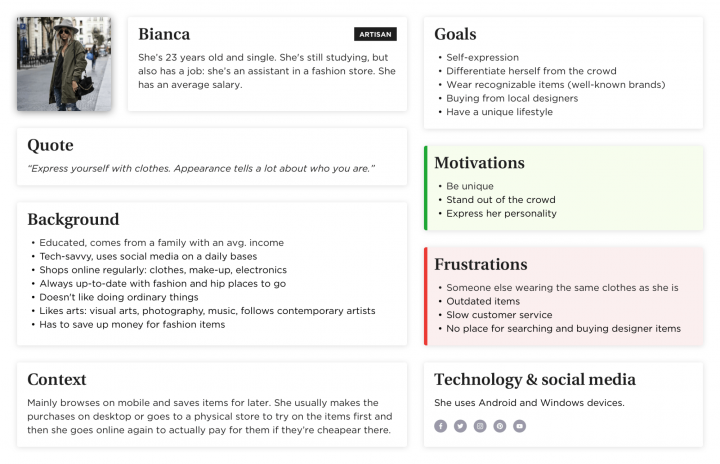 Bianca
ARTISAN
She's 23 years old and single. She's still studying, but
also has a job: she's an assistant in a fashion store. She
has an average salary.
Quote
“Express yourself with clothes. Appearance tells a lot about who you are.”
Background
• Educated, comes from a family with an avg. income
• Tech-savvy, uses social media on a daily bases
• Shops online regularly: clothes, make-up, electronics
• Always up-to-date with fashion and hip places to go
• Doesn't like doing ordinary things
• Likes arts: visual arts, photography, music, follows contemporary artists
• Has to save up money for fashion items
Context
Mainly browses on mobile and saves items for later. She usually makes the
purchases on desktop or goes to a physical store to try on the items first and
then she goes online again to actually pay for them if they're cheapear there.
Goals
• Self-expression
• Differentiate herself from the crowd
• Wear recognizable items (well-known brands)
• Buying from local designers
• Have a unique lifestyle
Motivations
• Be unique
• Stand out of the crowd
• Express her personality
Frustrations
• Someone else wearing the same clothes as she is
• Outdated items
• Slow customer service
• No place for searching and buying designer items
Technology & social media
She uses Android and Windows devices.